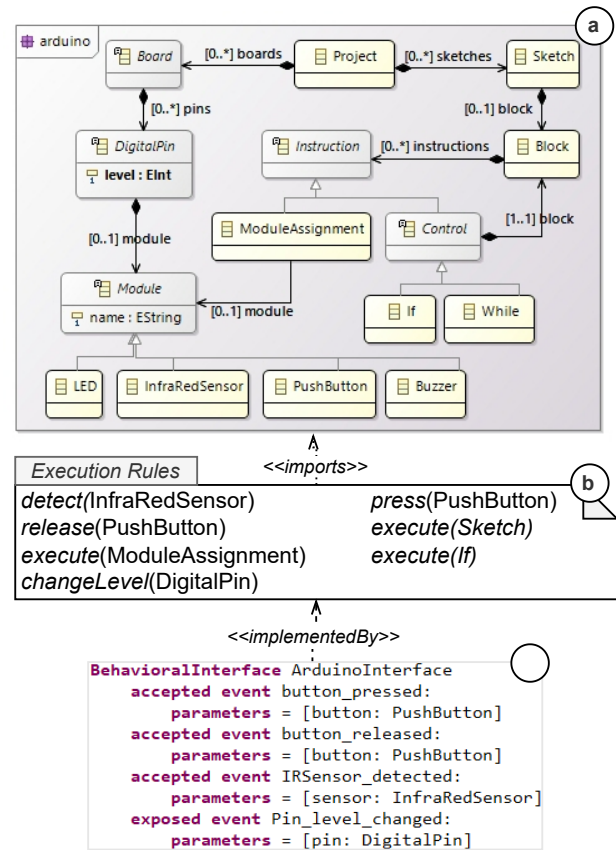 a
arduino
Board
[0..*] boards
Project
[0..*] sketches
Sketch
[0..*] pins
[0..1] block
DigitalPin
level : EInt
Instruction
[0..*] instructions
Block
[0..1] module
ModuleAssignment
Control
[1..1] block
Module
name : EString
[0..1] module
If
While
LED
InfraRedSensor
PushButton
Buzzer
<<imports>>
Execution Rules
b
detect(InfraRedSensor)
press(PushButton)
release(PushButton)
execute(Sketch)
execute(ModuleAssignment)
execute(If)
changeLevel(DigitalPin)
<<implementedBy>>
BehavioralInterface ArduinoInterface
accepted event button_pressed:
parameters = [button: PushButton]
accepted event button_released:
parameters = [button: PushButton]
accepted event IRSensor_detected:
parameters = [sensor: InfraRedSensor]
exposed event Pin_level_changed:
parameters = [pin: DigitalPin]